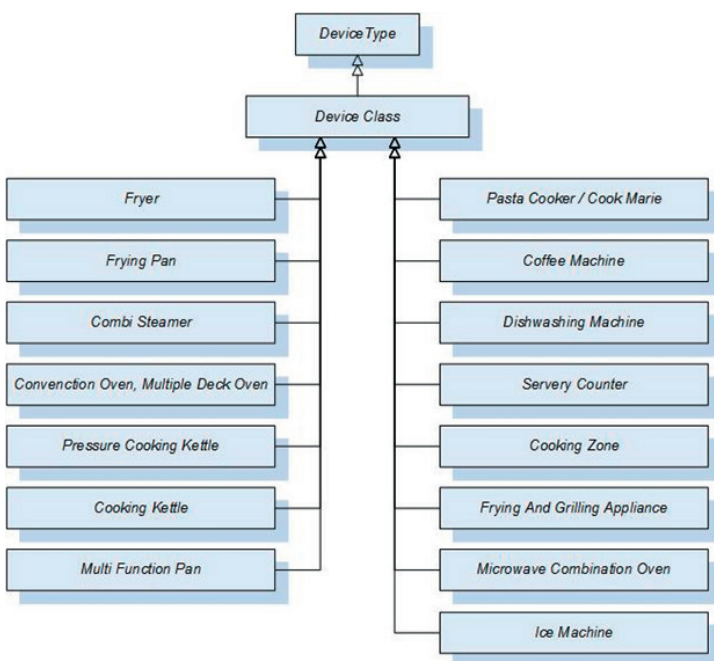 DeviceType
Device Class
Fryer
Frying Pan
Combi Steamer
Convenction Oven, Multiple Deck Oven
Pressure Cooking Kettle
Cooking Kettle
Multi Function Pan
Pasta Cooker / Cook Marie
Coffee Machine
Dishwashing Machine
Servery Counter
Cooking Zone
Frying And Grilling Appliance
Microwave Combination Oven
Ice Machine